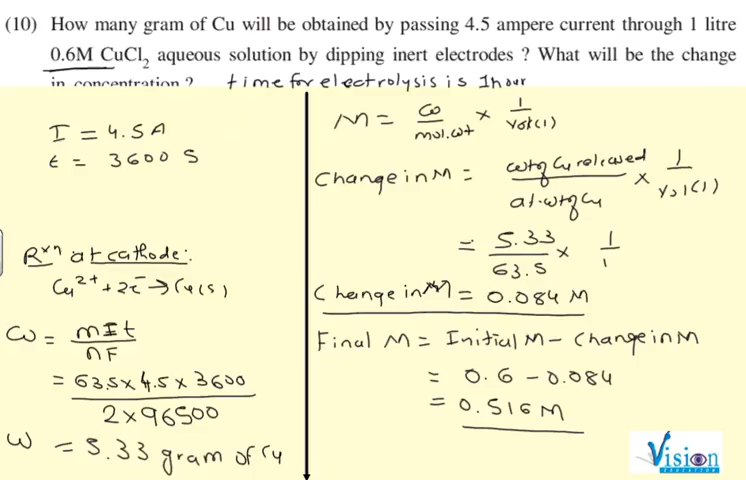 (10) How many gram of Cu will be obtained by passing 4.5 ampere current through 1 litre
0.6M CuCl₂ aqueous solution by dipping inert electrodes ? What will be the change
in concentration ? time for electrolysis is 1hour
I = 4.5A
t = 3600 S
Rxn at cathode:
Cu²⁺ + 2e⁻ → Cu(s)
ω = mIt / nF
= 63.5 x 4.5 x 3600 / 2 x 96500
ω = 5.33 gram of Cu
M = ω / mol.wt x 1 / Vol(l)
Change in M = wt of Cu released / at.wt of Cu x 1 / Vol(l)
= 5.33 / 63.5 x 1 / 1
Change in M = 0.084 M
Final M = Initial M - Change in M
= 0.6 - 0.084
= 0.516 M
Vision
EDUCATION